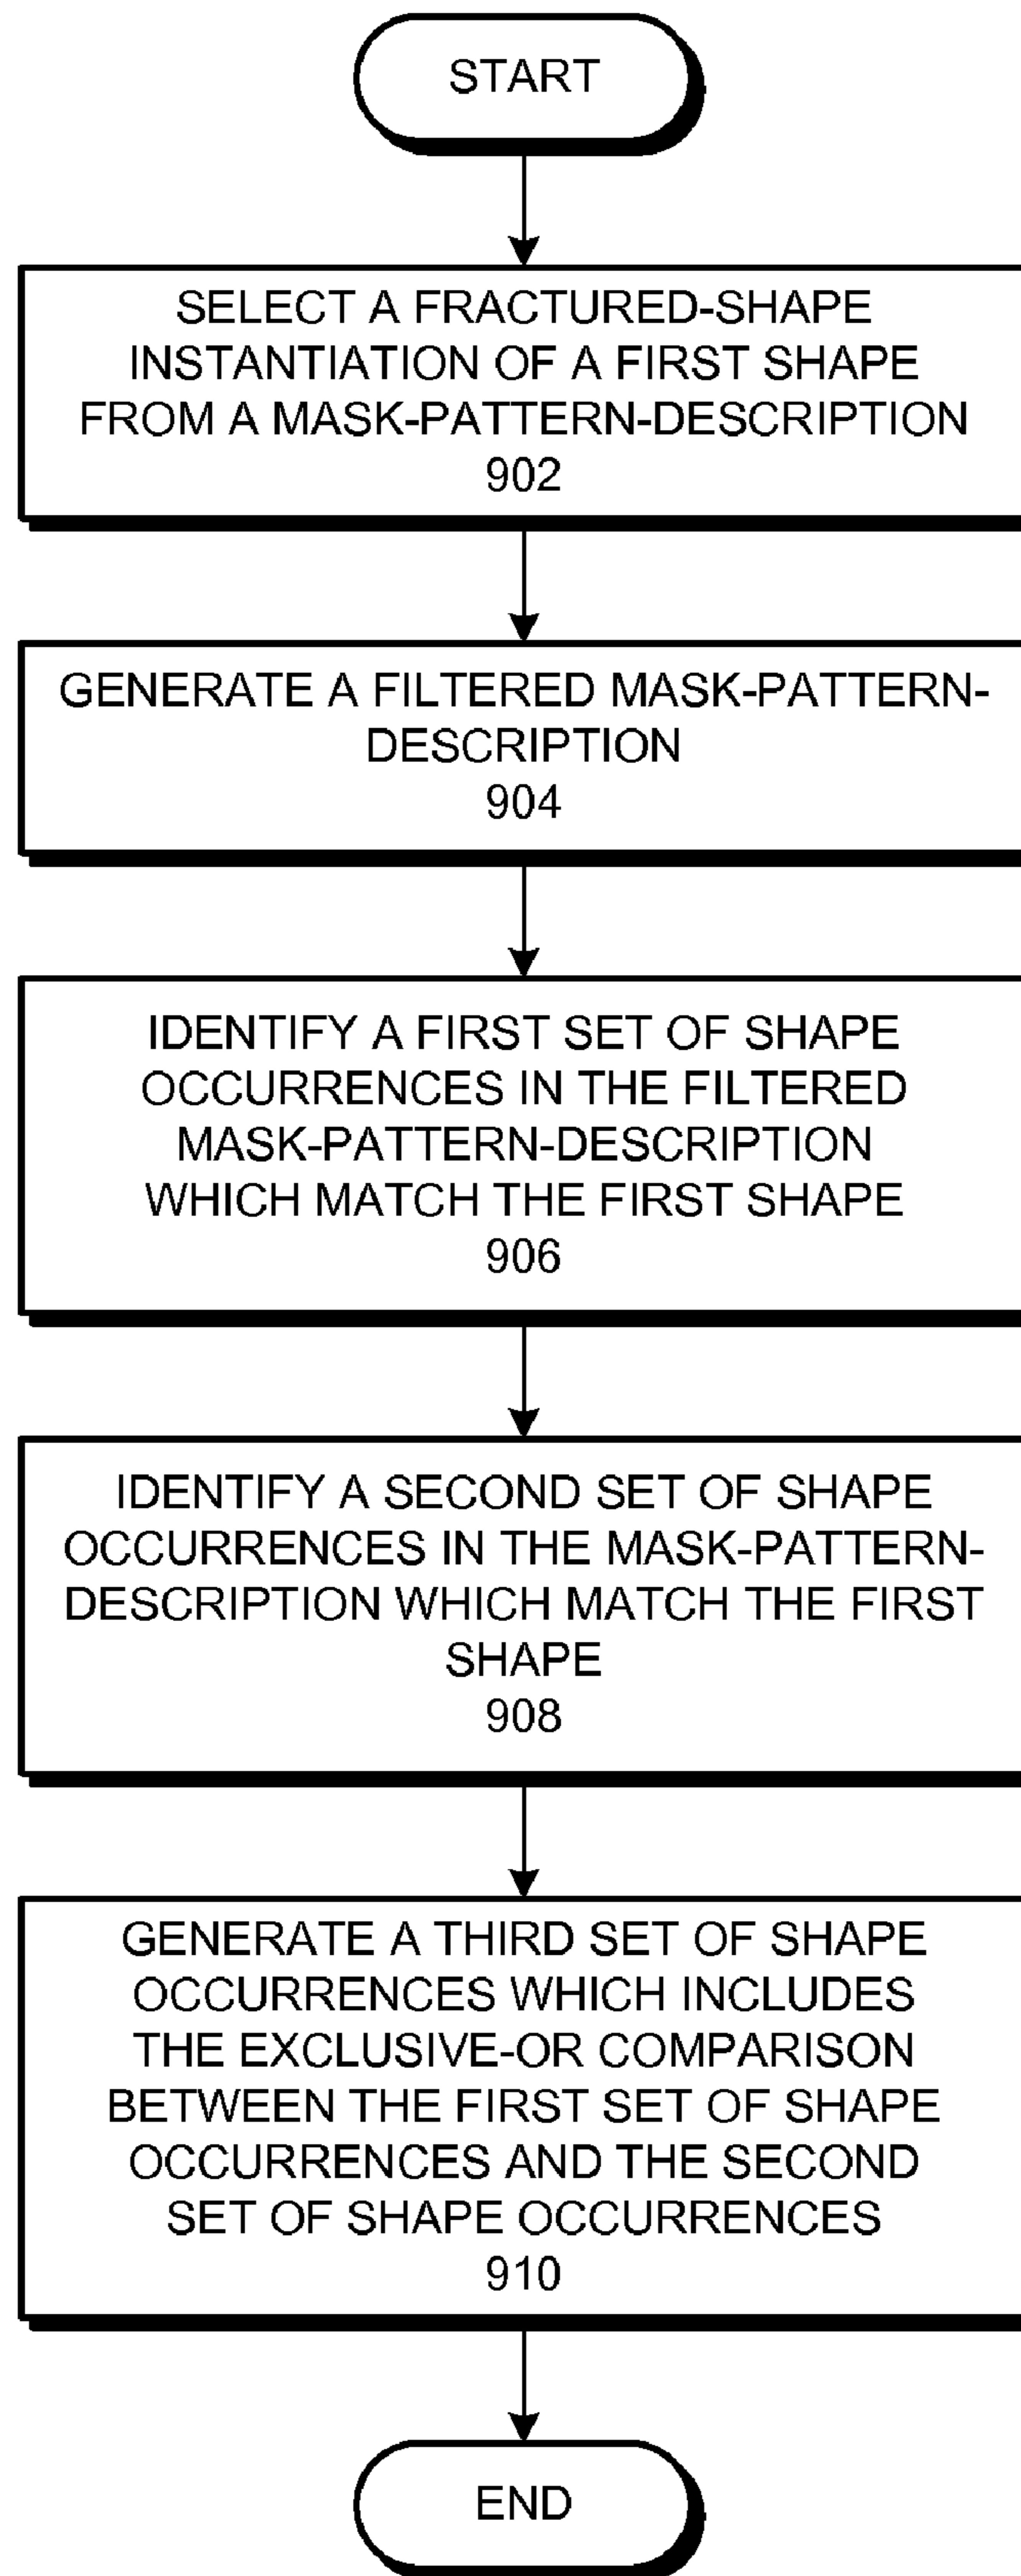 START
SELECT A FRACTURED-SHAPE
INSTANTIATION OF A FIRST SHAPE
FROM A MASK-PATTERN-DESCRIPTION
902
GENERATE A FILTERED MASK-PATTERN-
DESCRIPTION
904
IDENTIFY A FIRST SET OF SHAPE
OCCURRENCES IN THE FILTERED
MASK-PATTERN-DESCRIPTION
WHICH MATCH THE FIRST SHAPE
906
IDENTIFY A SECOND SET OF SHAPE
OCCURRENCES IN THE MASK-PATTERN-
DESCRIPTION WHICH MATCH THE FIRST
SHAPE
908
GENERATE A THIRD SET OF SHAPE
OCCURRENCES WHICH INCLUDES
THE EXCLUSIVE-OR COMPARISON
BETWEEN THE FIRST SET OF SHAPE
OCCURRENCES AND THE SECOND
SET OF SHAPE OCCURRENCES
910
END